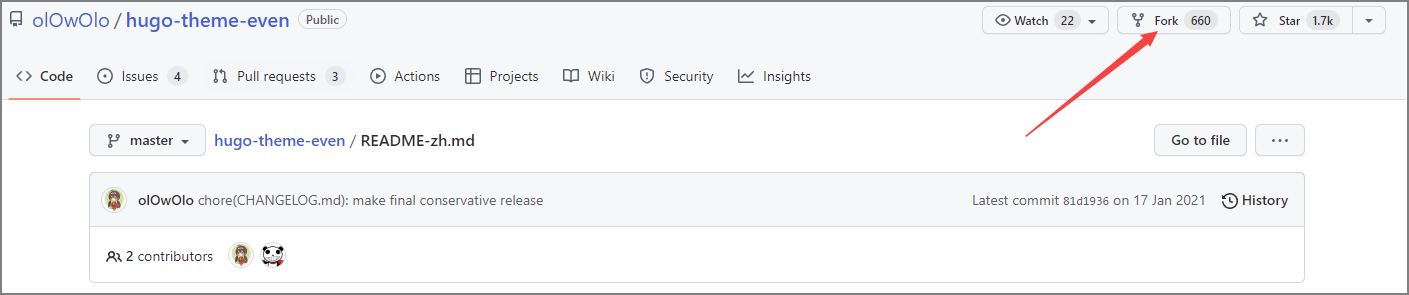 olOwOlo / hugo-theme-even Public Watch 22 Fork 660 Star 1.7k
Code Issues 4 Pull requests 3 Actions Projects Wiki Security Insights
master hugo-theme-even / README-zh.md Go to file ...
olOwOlo chore(CHANGELOG.md): make final conservative release Latest commit 81d1936 on 17 Jan 2021 History
2 contributors